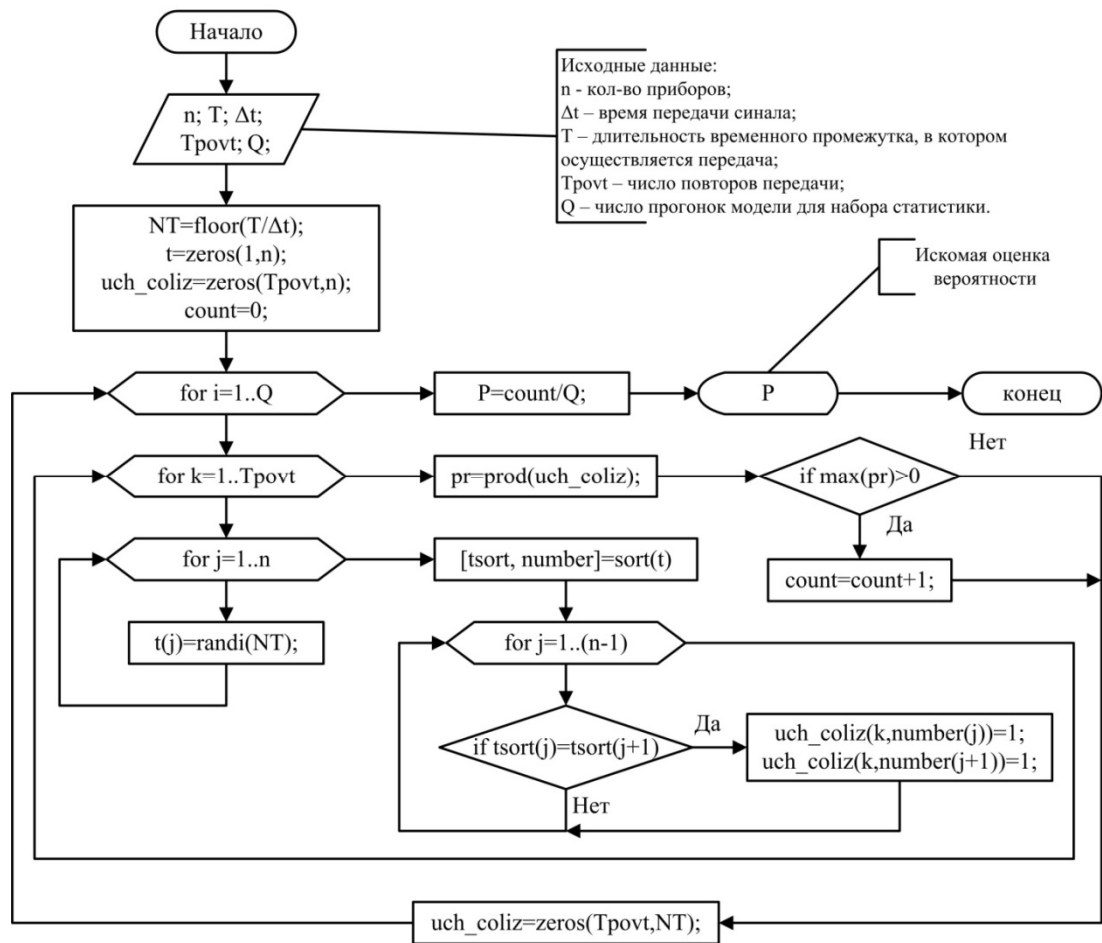 Начало
n; T; Δt;
Tpovt; Q;
Исходные данные:
n - кол-во приборов;
Δt – время передачи синала;
T – длительность временного промежутка, в котором
осуществляется передача;
Tpovt – число повторов передачи;
Q – число прогонок модели для набора статистики.
NT=floor(T/Δt);
t=zeros(1,n);
uch_coliz=zeros(Tpovt,n);
count=0;
Искомая оценка
вероятности
for i=1..Q
P=count/Q;
P
конец
for k=1..Tpovt
pr=prod(uch_coliz);
if max(pr)>0
Нет
Да
count=count+1;
for j=1..n
[tsort, number]=sort(t)
t(j)=randi(NT);
for j=1..(n-1)
if tsort(j)=tsort(j+1)
Да
uch_coliz(k,number(j))=1;
uch_coliz(k,number(j+1))=1;
Нет
uch_coliz=zeros(Tpovt,NT);